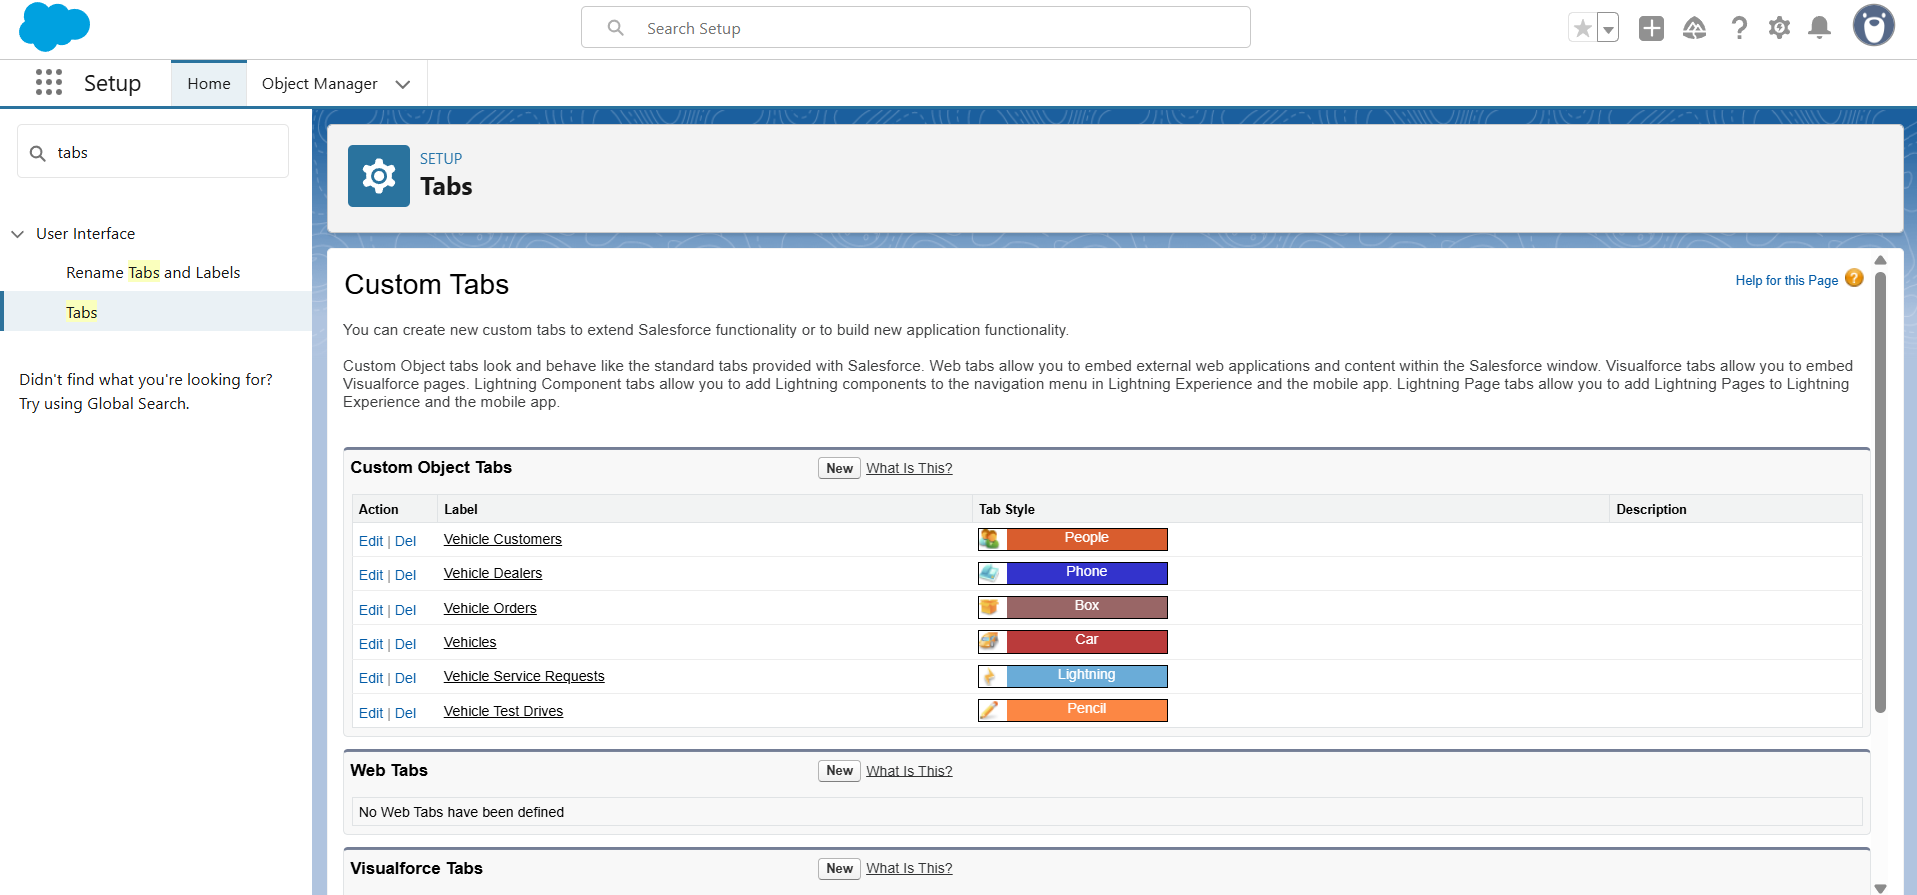 Search Setup
Setup
Home
Object Manager
tabs
User Interface
Rename Tabs and Labels
Tabs
Didn't find what you're looking for?
Try using Global Search.
SETUP
Tabs
Custom Tabs
Help for this Page ?
You can create new custom tabs to extend Salesforce functionality or to build new application functionality.
Custom Object tabs look and behave like the standard tabs provided with Salesforce. Web tabs allow you to embed external web applications and content within the Salesforce window. Visualforce tabs allow you to embed
Visualforce pages. Lightning Component tabs allow you to add Lightning components to the navigation menu in Lightning Experience and the mobile app. Lightning Page tabs allow you to add Lightning Pages to Lightning
Experience and the mobile app.
Custom Object Tabs New What Is This?
Action Label Tab Style Description
Edit | Del Vehicle Customers People
Edit | Del Vehicle Dealers Phone
Edit | Del Vehicle Orders Box
Edit | Del Vehicles Car
Edit | Del Vehicle Service Requests Lightning
Edit | Del Vehicle Test Drives Pencil
Web Tabs New What Is This?
No Web Tabs have been defined
Visualforce Tabs New What Is This?